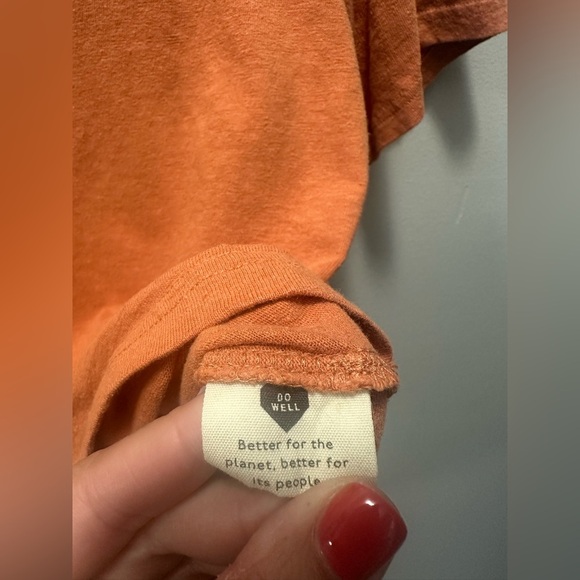 DO
WELL
Better for the
planet, better for
its people